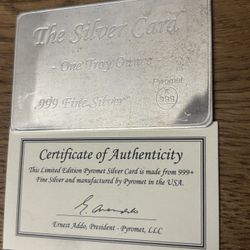 The Silver Card
- One Troy Ounce -
Pyromet
999
.999 Fine Silver
Certificate of Authenticity
This Limited Edition Pyromet Silver Card is made from 999+
Fine Silver and manufactured by Pyromet in the USA.
Ernest Addo, President - Pyromet, LLC